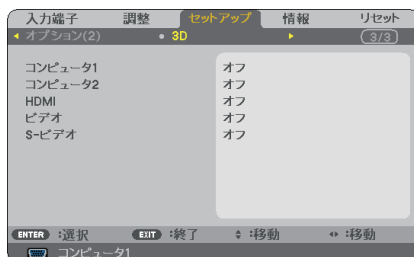 入力端子 調整 セットアップ 情報 リセット
オプション(2) 3D 3/3
コンピュータ1 オフ
コンピュータ2 オフ
HDMI オフ
ビデオ オフ
S-ビデオ オフ
ENTER :選択 EXIT :終了 :移動 :移動
コンピュータ1